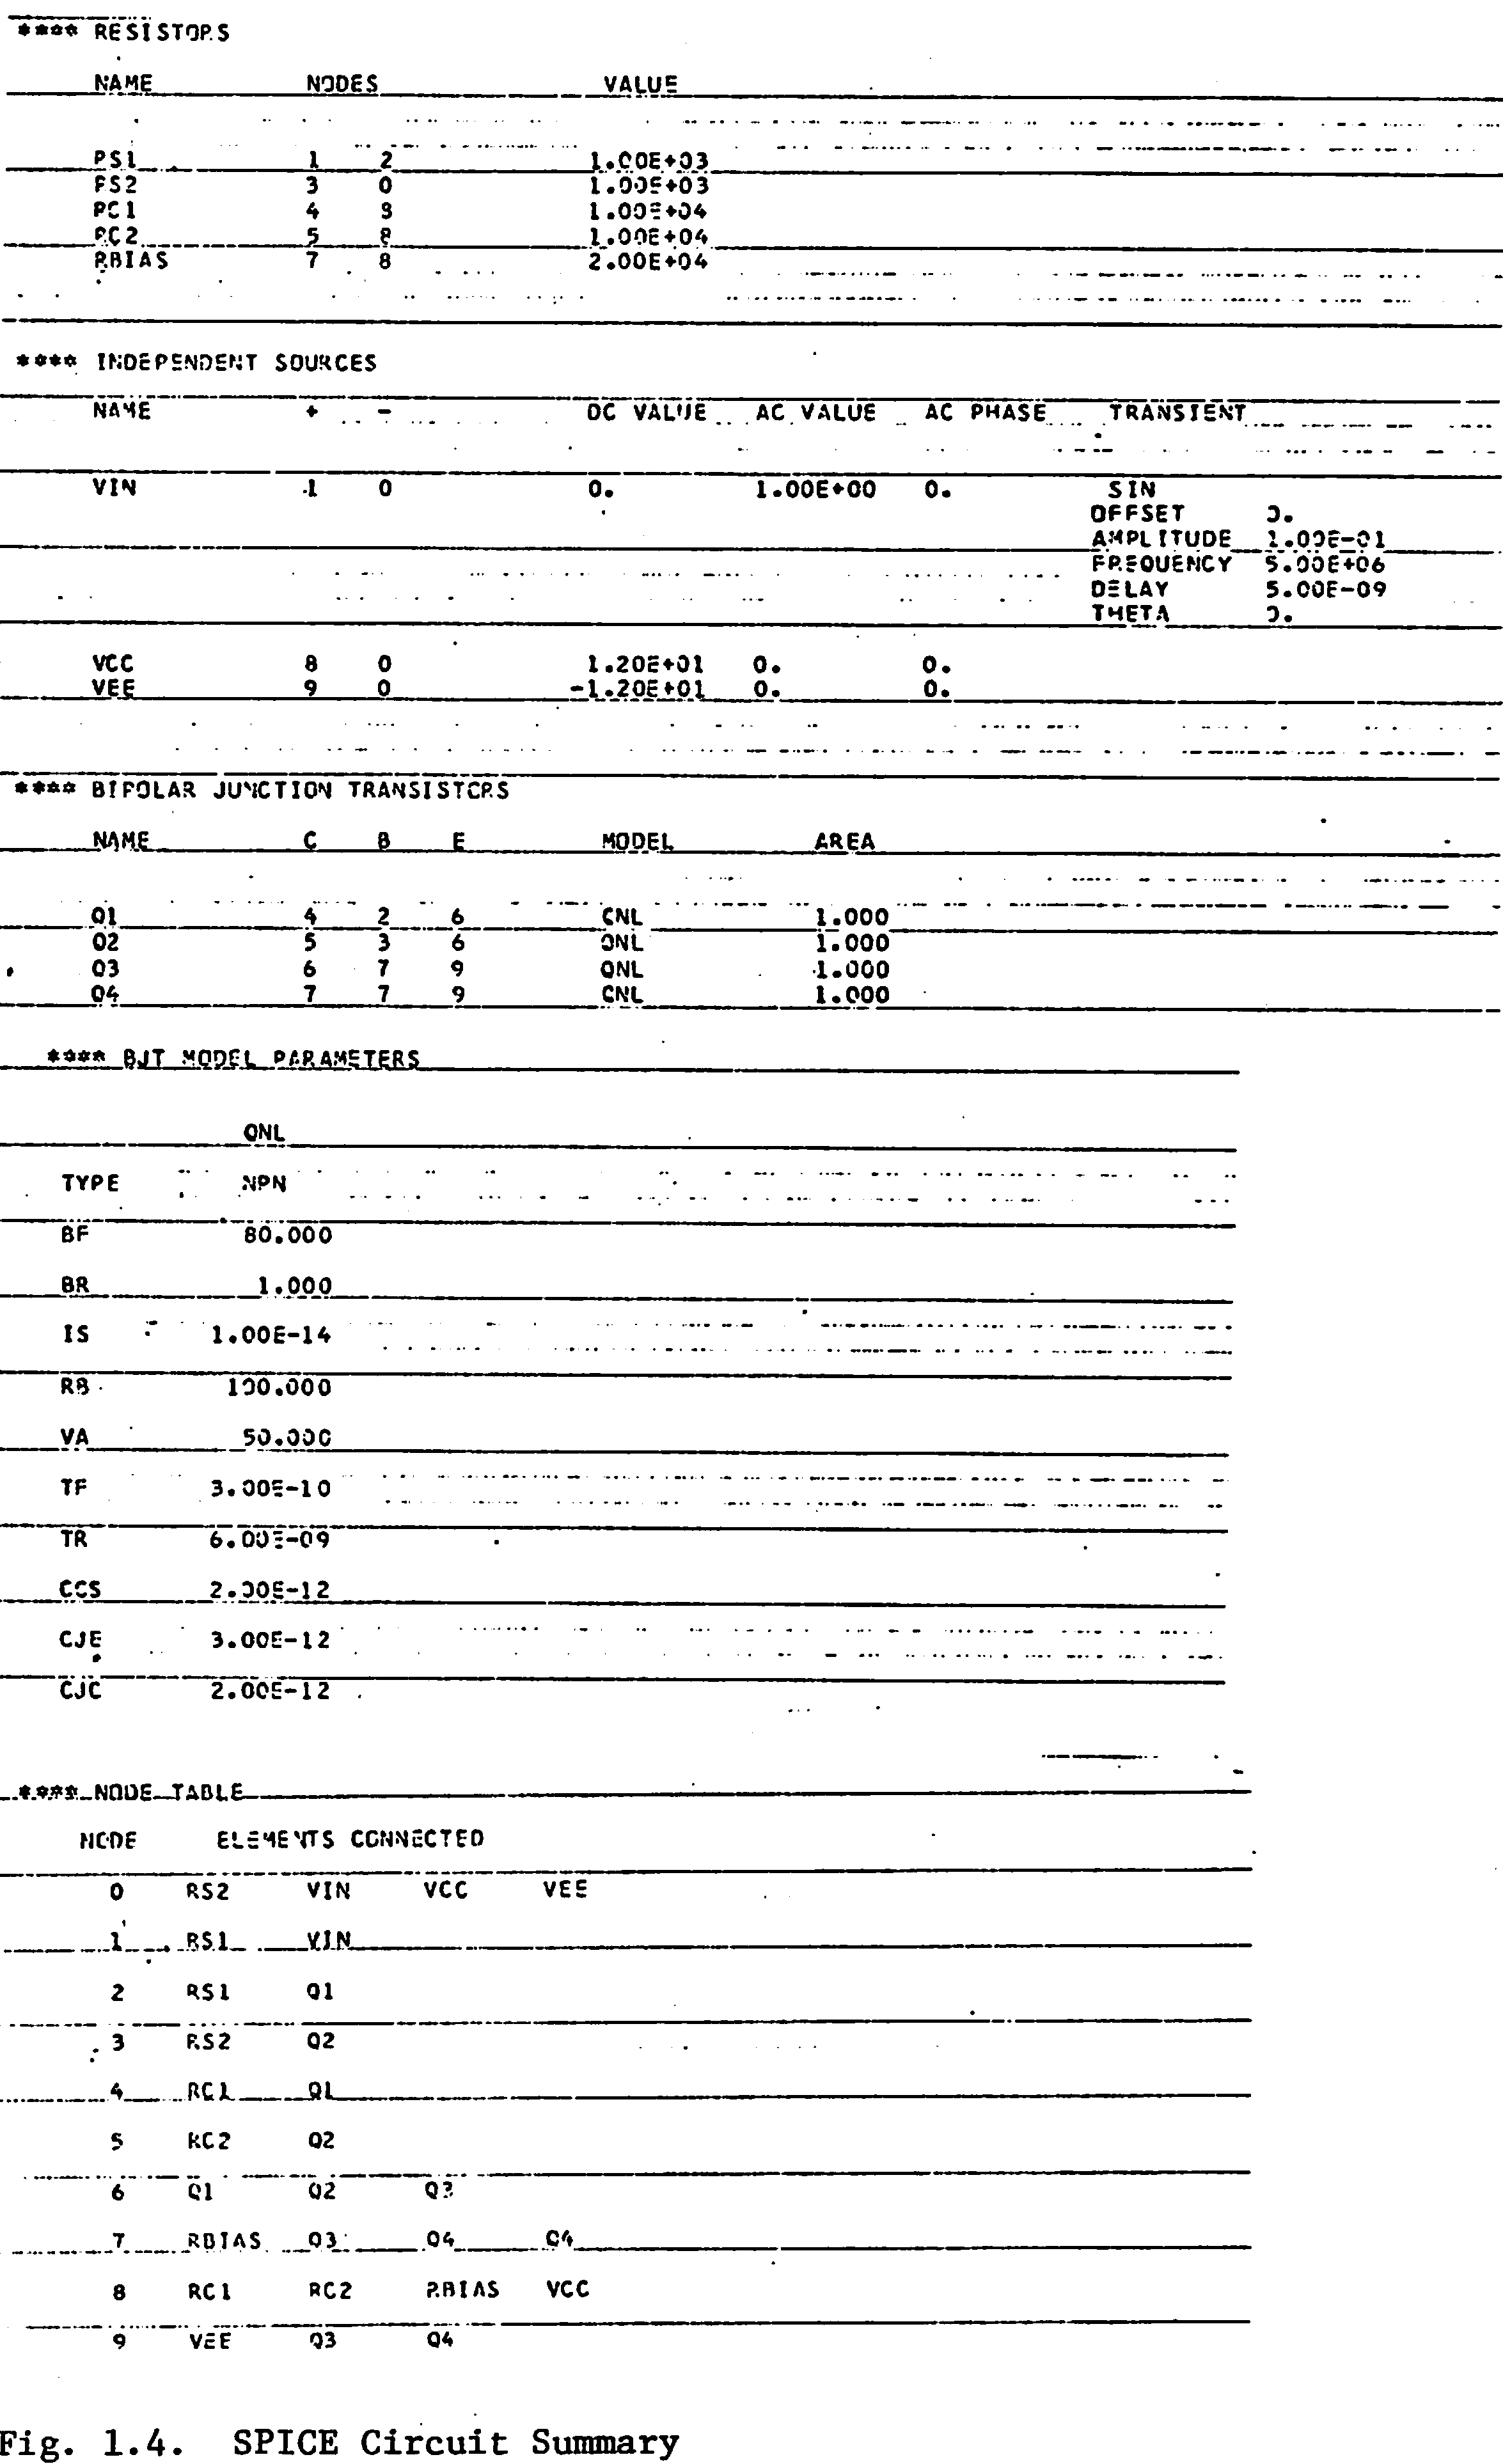 **** RESISTORS
NAME NODES VALUE
RS1 1 2 1.00E+03
RS2 3 0 1.00E+03
RC1 4 8 1.00E+04
RC2 5 8 1.00E+04
RBIAS 7 8 2.00E+04
**** INDEPENDENT SOURCES
NAME + - DC VALUE AC VALUE AC PHASE TRANSIENT
VIN 1 0 0. 1.00E+00 0. SIN
OFFSET 0.
AMPLITUDE 1.00E-01
FREQUENCY 5.00E+06
DELAY 5.00E-09
THETA 0.
VCC 8 0 1.20E+01 0. 0.
VEE 9 0 -1.20E+01 0. 0.
**** BIPOLAR JUNCTION TRANSISTORS
NAME C B E MODEL AREA
Q1 4 2 6 QNL 1.000
Q2 5 3 6 QNL 1.000
Q3 6 7 9 QNL 1.000
Q4 7 7 9 QNL 1.000
**** BJT MODEL PARAMETERS
QNL
TYPE NPN
BF 80.000
BR 1.000
IS 1.00E-14
RB 100.000
VA 50.000
TF 3.00E-10
TR 6.00E-09
CCS 2.00E-12
CJE 3.00E-12
CJC 2.00E-12
**** NODE TABLE
NODE ELEMENTS CONNECTED
0 RS2 VIN VCC VEE
1 RS1 VIN
2 RS1 Q1
3 RS2 Q2
4 RC1 Q1
5 RC2 Q2
6 Q1 Q2 Q3
7 RBIAS Q3 Q4 Q4
8 RC1 RC2 RBIAS VCC
9 VEE Q3 Q4
Fig. 1.4. SPICE Circuit Summary